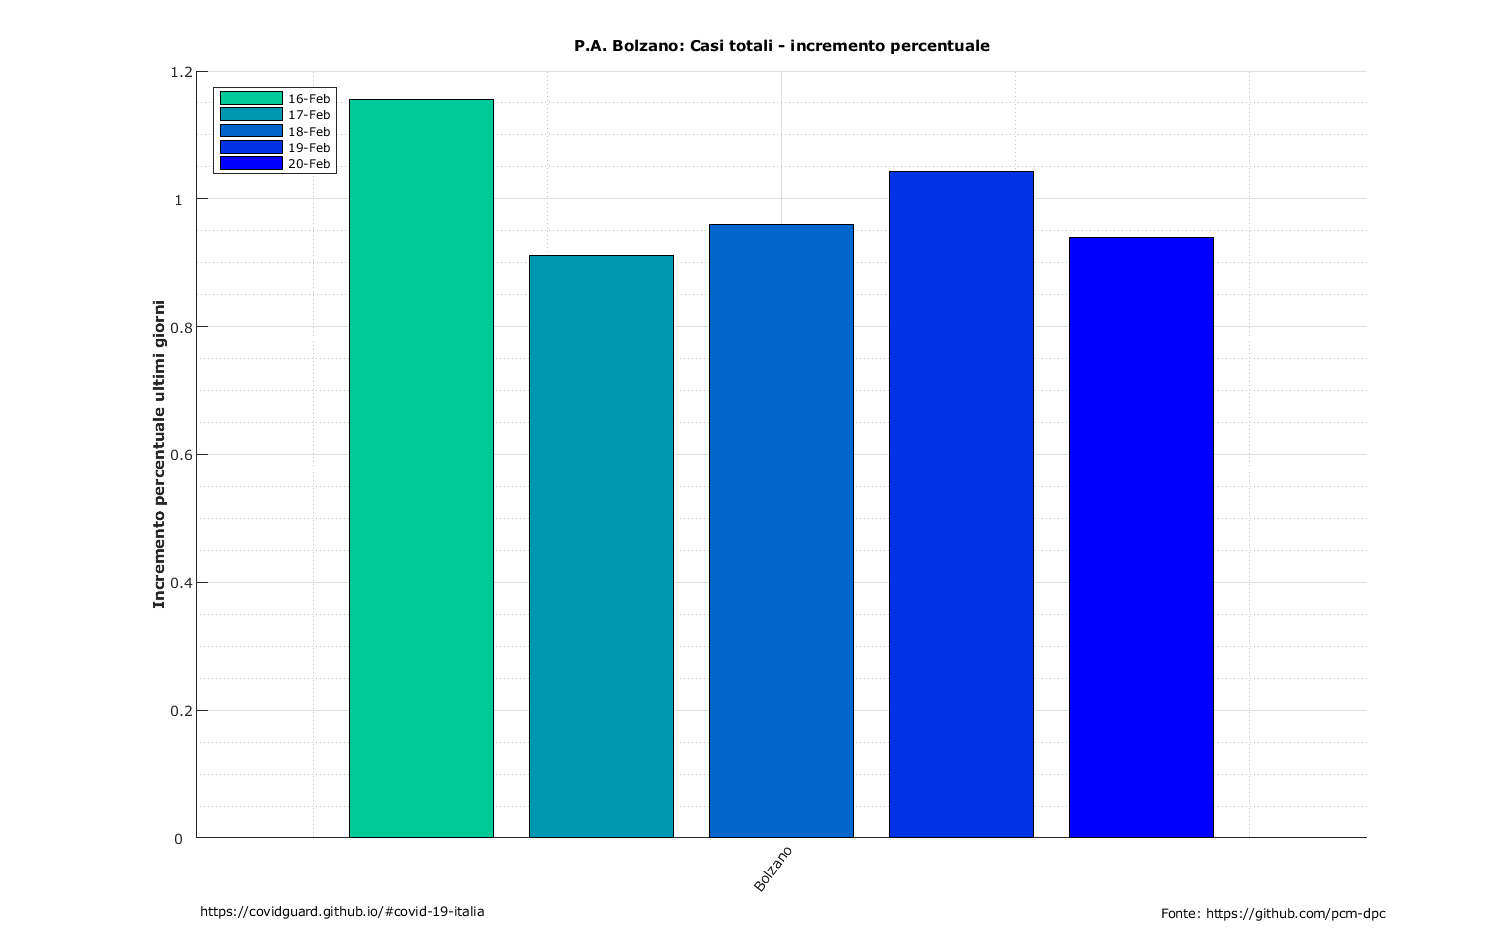 P.A. Bolzano: Casi totali - incremento percentuale
Incremento percentuale ultimi giorni
1.2
1
0.8
0.6
0.4
0.2
0
16-Feb
17-Feb
18-Feb
19-Feb
20-Feb
Bolzano
https://covidguard.github.io/#covid-19-italia
Fonte: https://github.com/pcm-dpc